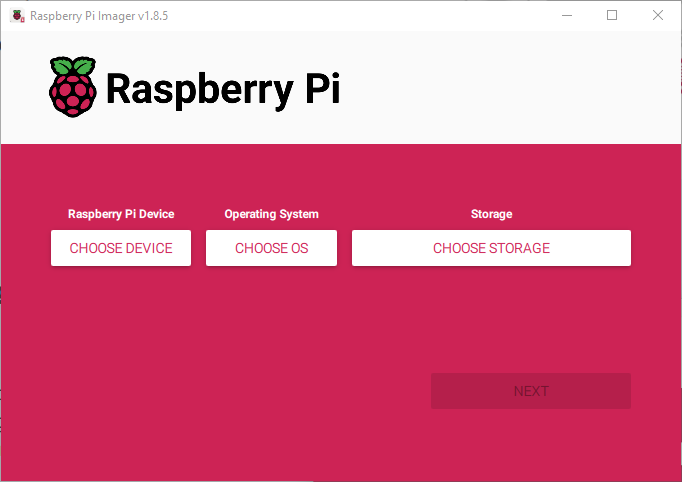 Raspberry Pi Imager v1.8.5
Raspberry Pi
Raspberry Pi Device Operating System Storage
CHOOSE DEVICE CHOOSE OS CHOOSE STORAGE
NEXT